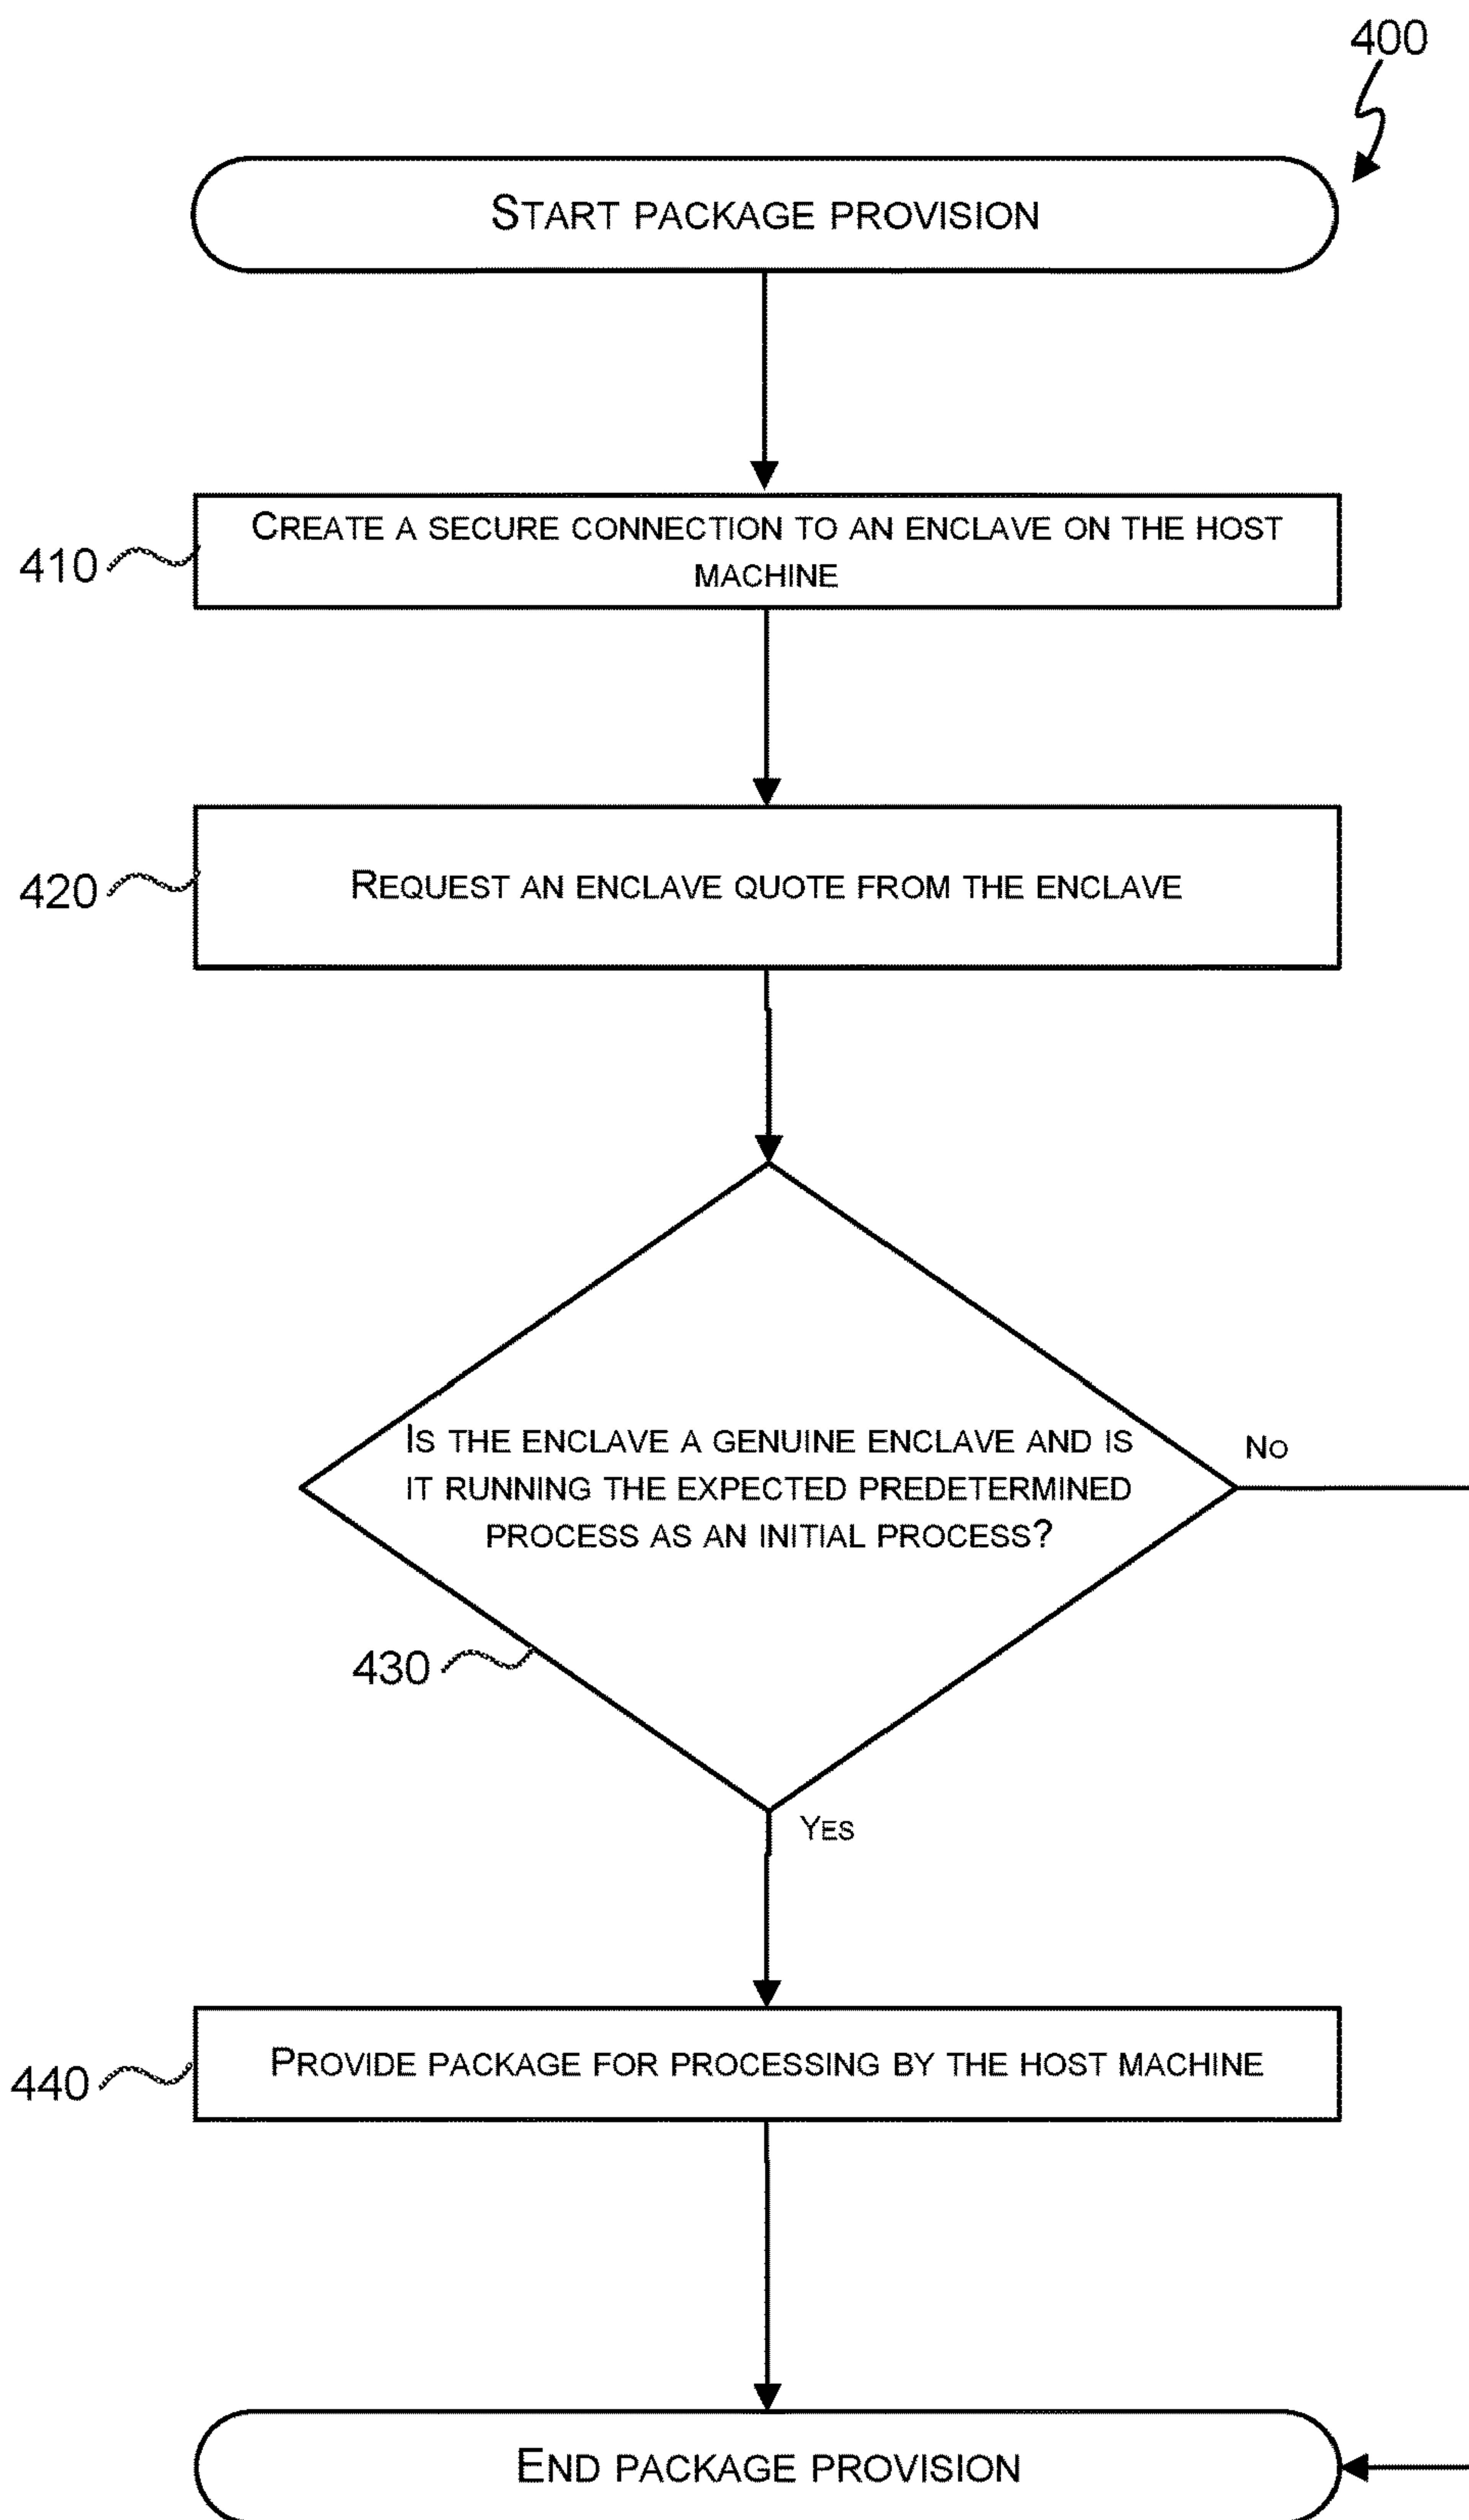 400
START PACKAGE PROVISION
CREATE A SECURE CONNECTION TO AN ENCLAVE ON THE HOST
MACHINE
410
REQUEST AN ENCLAVE QUOTE FROM THE ENCLAVE
420
IS THE ENCLAVE A GENUINE ENCLAVE AND IS
IT RUNNING THE EXPECTED PREDETERMINED
PROCESS AS AN INITIAL PROCESS?
NO
430
YES
PROVIDE PACKAGE FOR PROCESSING BY THE HOST MACHINE
440
END PACKAGE PROVISION